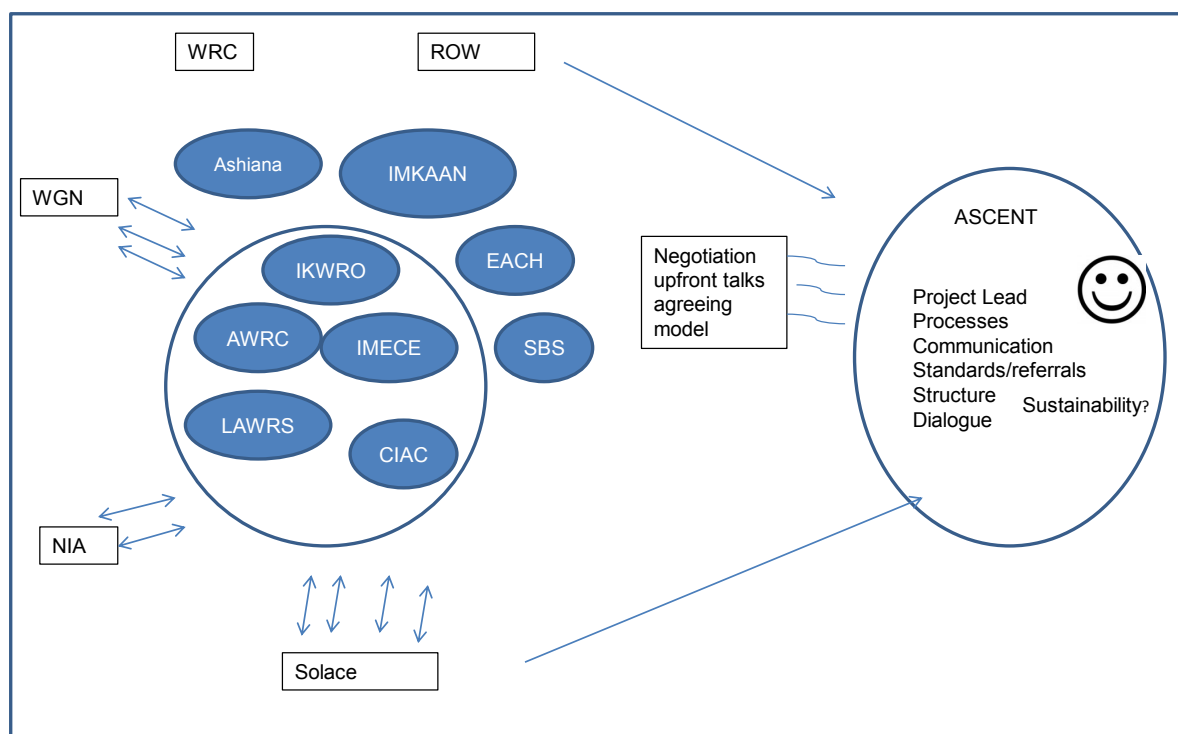 WRC
ROW
Ashiana
IMKAAN
WGN
IKWRO
EACH
AWRC
IMECE
SBS
LAWRS
CIAC
NIA
Solace
Negotiation
upfront talks
agreeing
model
ASCENT
Project Lead
Processes
Communication
Standards/referrals
Structure
Dialogue
Sustainability?